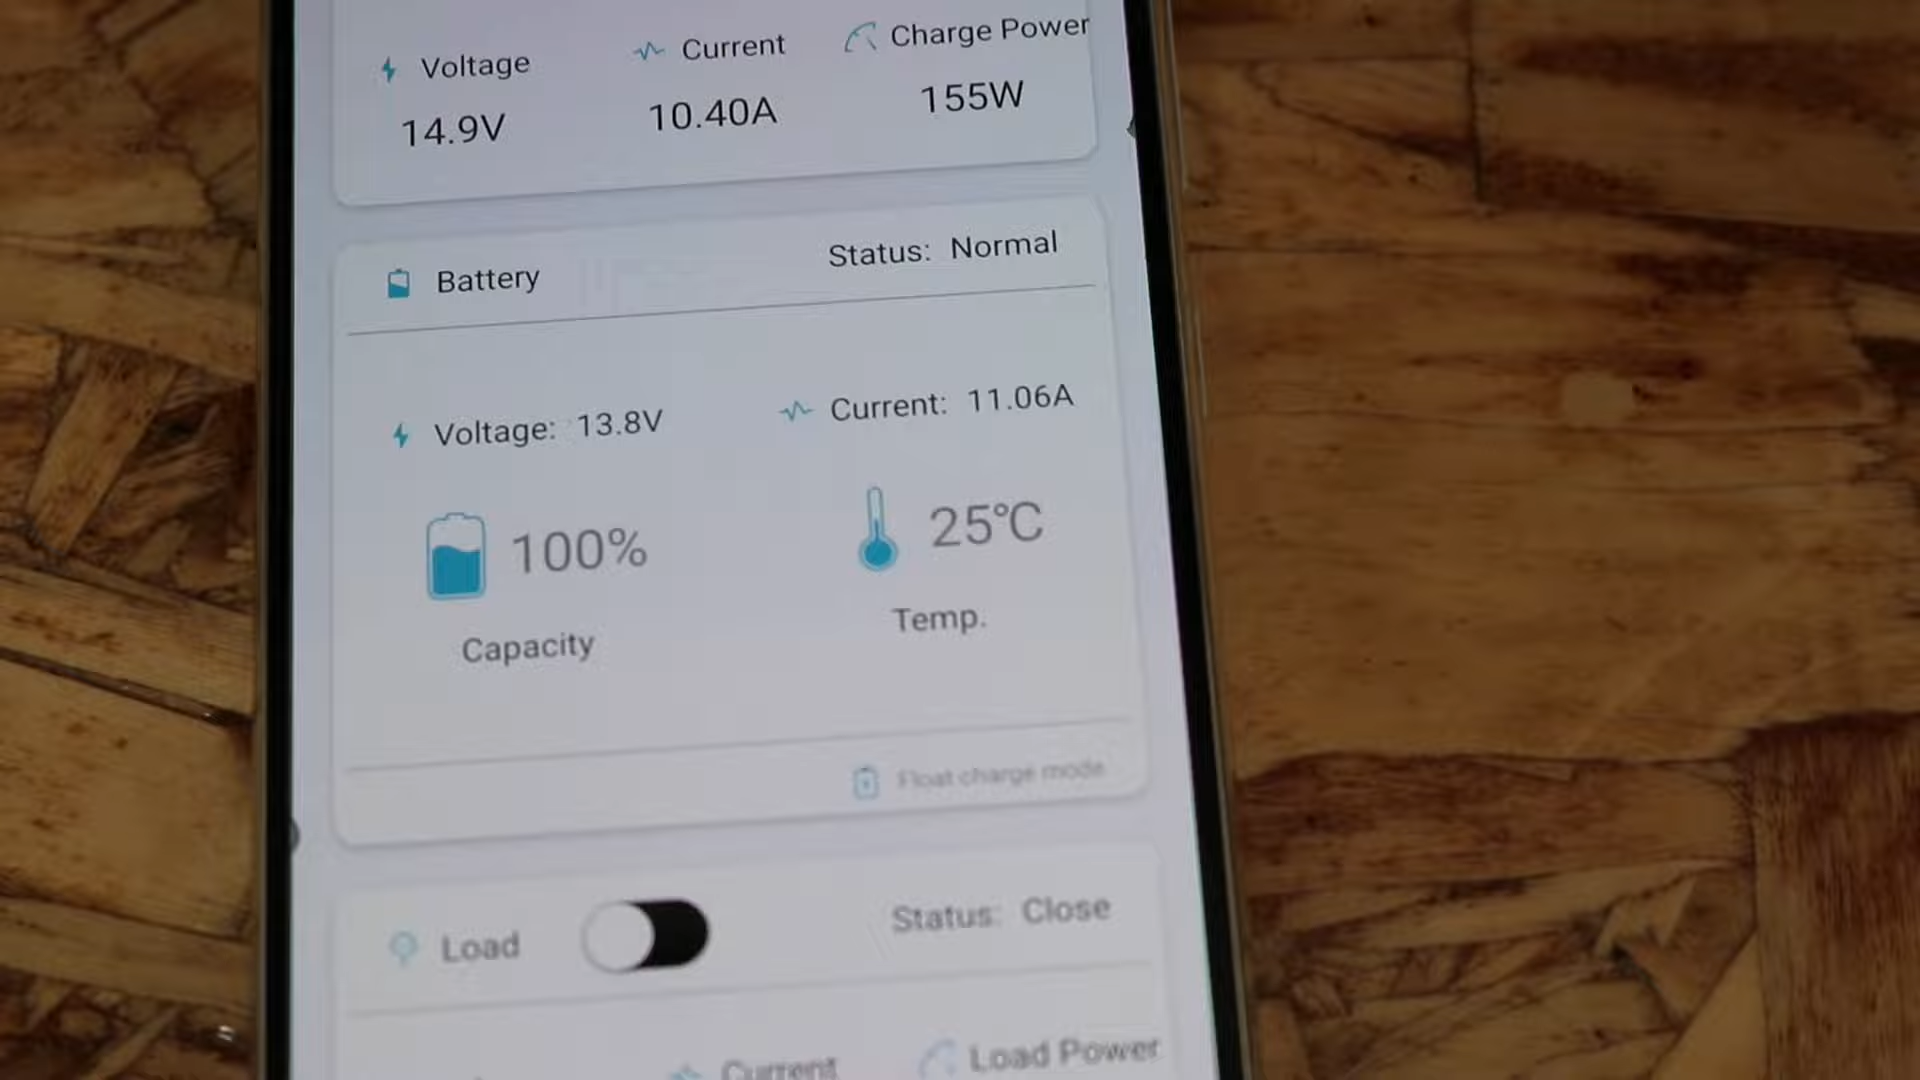 Voltage Current Charge Power
14.9V 10.40A 155W
Battery Status: Normal
Voltage: 13.8V Current: 11.06A
100% 25°C
Capacity Temp.
Float charge mode
Load Status: Close
Current Load Power